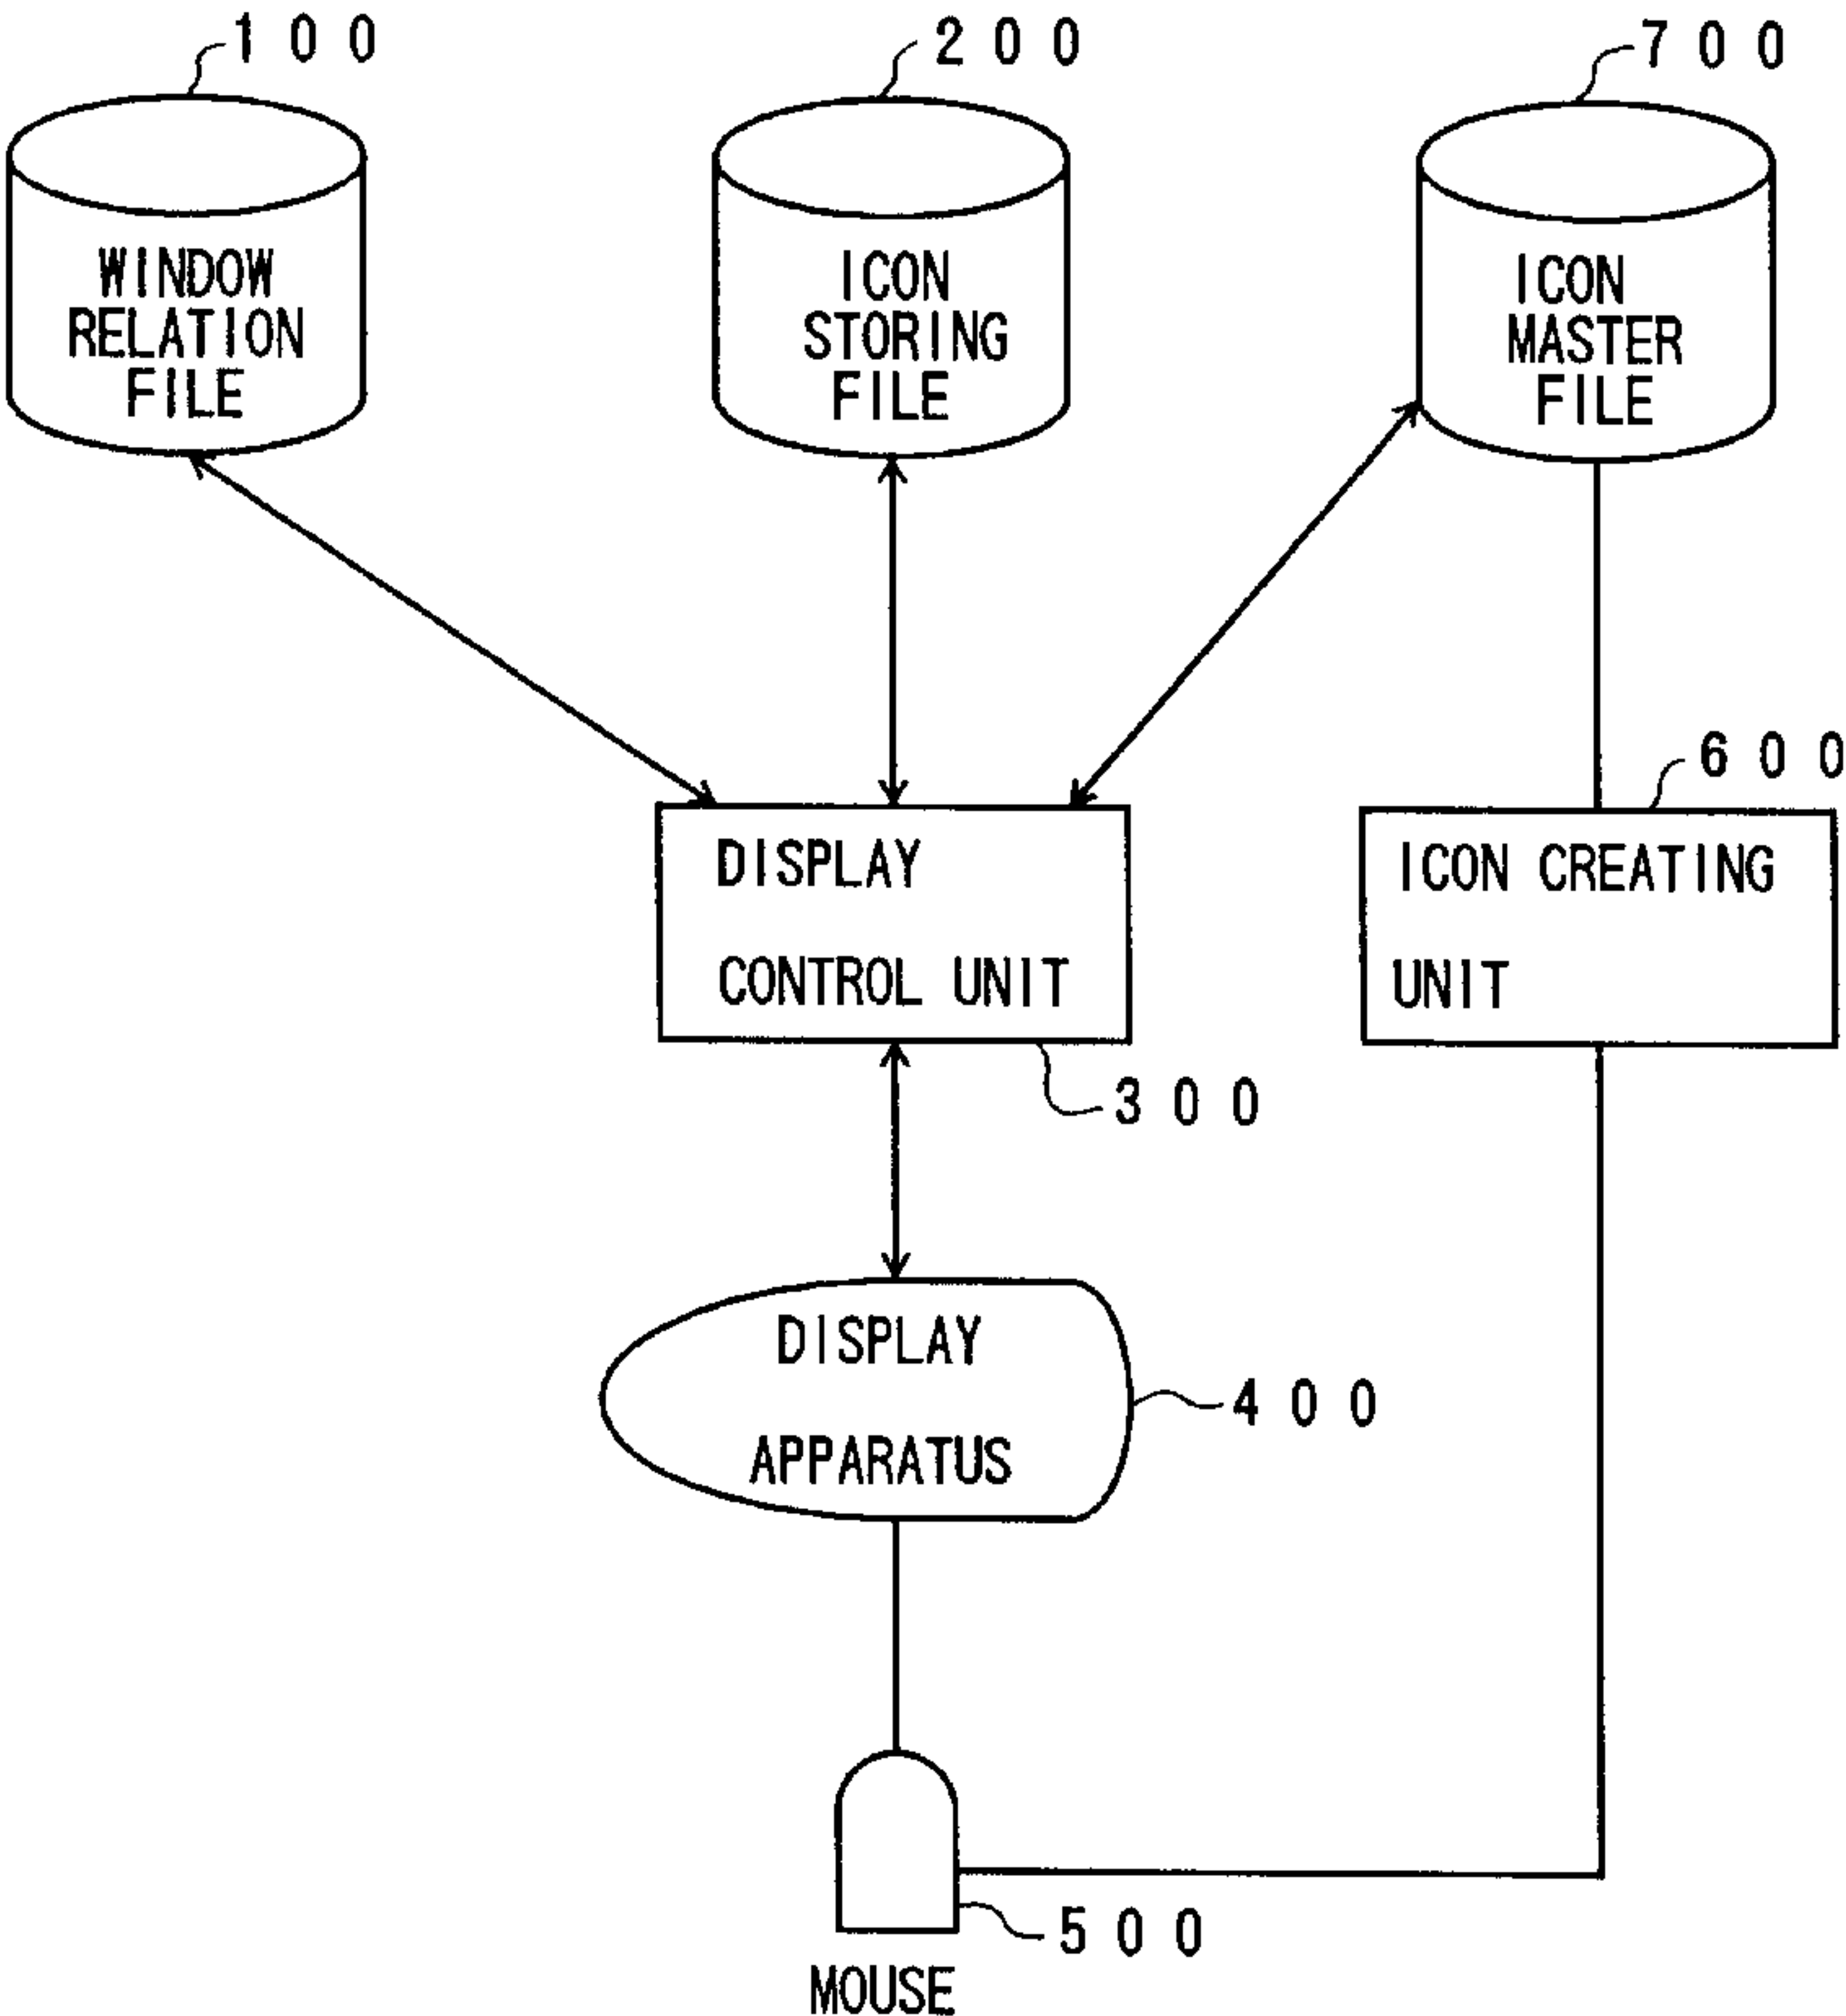 100
200
700
WINDOW
RELATION
FILE
ICON
STORING
FILE
ICON
MASTER
FILE
600
DISPLAY
CONTROL UNIT
ICON CREATING
UNIT
300
DISPLAY
APPARATUS
400
500
MOUSE